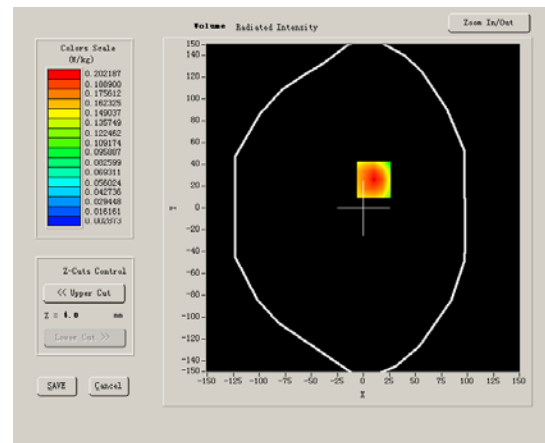 Volume Radiated Intensity
Zoom In/Out
Colors Scale
(W/kg)
0.202187
0.188900
0.175612
0.162325
0.149037
0.135749
0.122462
0.109174
0.095887
0.082599
0.069311
0.056024
0.042736
0.029448
0.016161
0.002873
150
140
120
100
80
60
40
20
0
-20
-40
-60
-80
-100
-120
-140
-150
Y
-150 -125 -100 -75 -50 -25 0 25 50 75 100 125 150
X
Z-Cuts Control
<< Upper Cut
Z = mm
Lower Cut >>
SAVE
Cancel